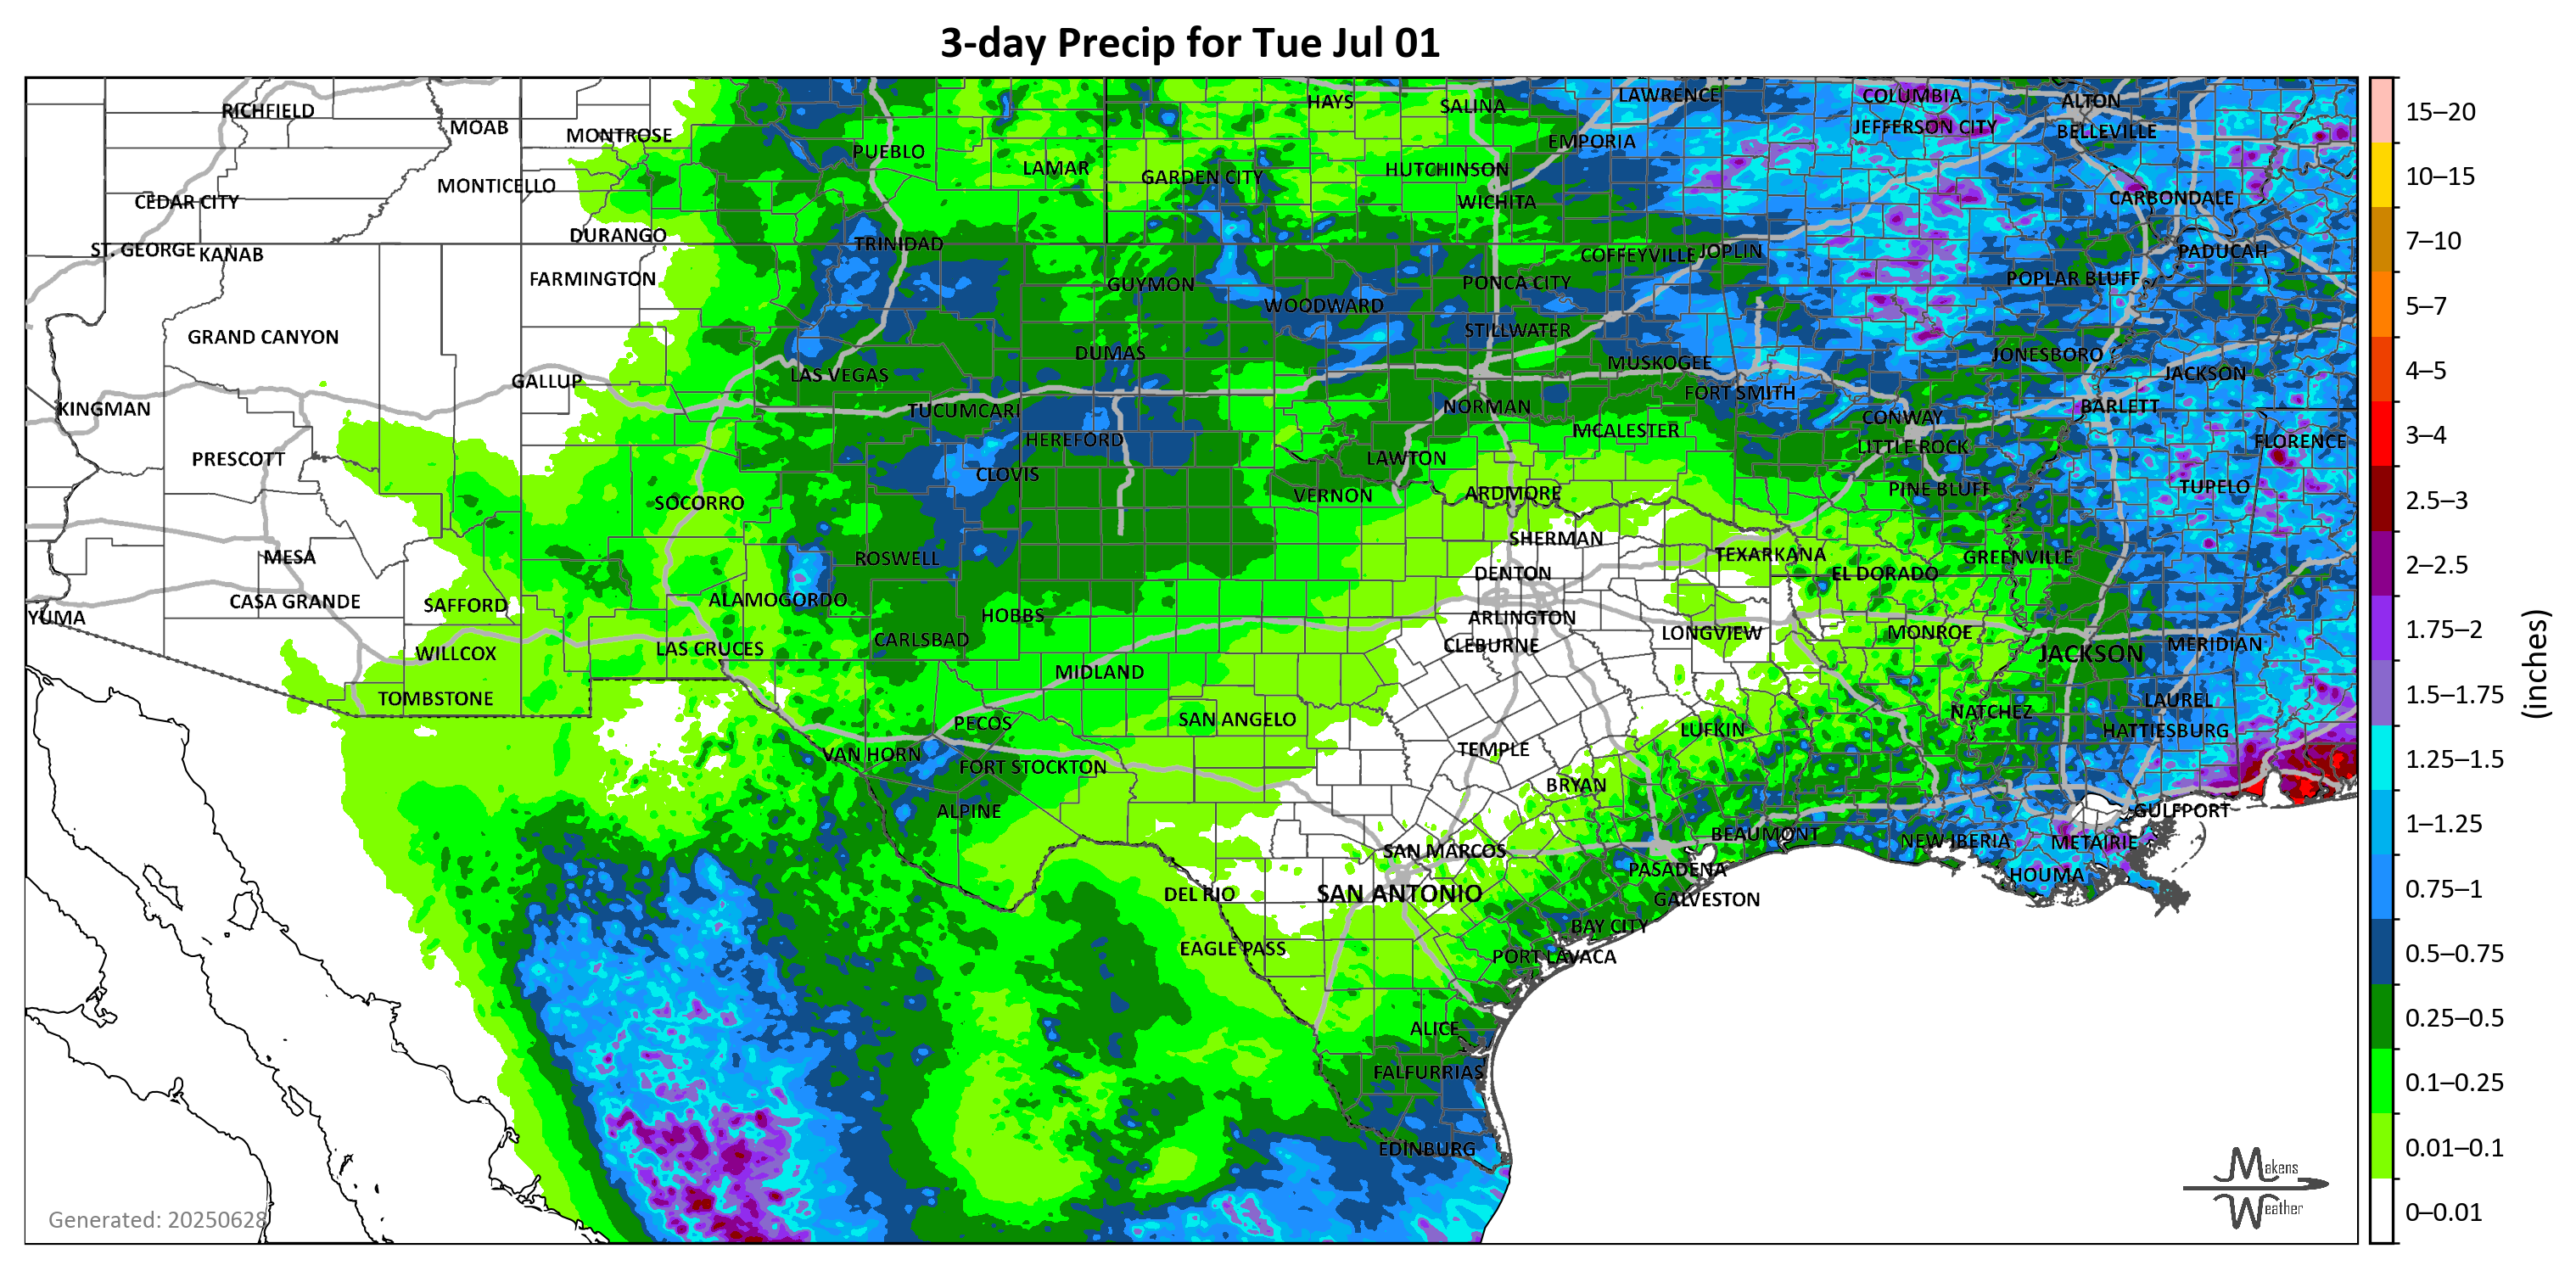 3-day Precip for Tue Jul 01
RICHFIELD
MOAB
MONTROSE
PUEBLO
LAMAR
HAYS
SALINA
LAWRENCE
COLUMBIA
ALTON
JEFFERSON CITY
BELLEVILLE
EMPORIA
GARDEN CITY
HUTCHINSON
MONTICELLO
CEDAR CITY
WICHITA
CARBONDALE
DURANGO
TRINIDAD
ST. GEORGE
KANAB
COFFEYVILLE
JOPLIN
PADUCAH
FARMINGTON
GUYMON
PONCA CITY
POPLAR BLUFF
WOODWARD
GRAND CANYON
STILLWATER
DUMAS
MUSKOGEE
JONESBORO
GALLUP
LAS VEGAS
FORT SMITH
JACKSON
KINGMAN
TUCUMCARI
NORMAN
CONWAY
BARLETT
HEREFORD
MCALESTER
LITTLE ROCK
FLORENCE
PRESCOTT
CLOVIS
LAWTON
SOCORRO
VERNON
ARDMORE
PINE BLUFF
TUPELO
MESA
ROSWELL
SHERMAN
TEXARKANA
GREENVILLE
DENTON
EL DORADO
CASA GRANDE
SAFFORD
ALAMOGORDO
YUMA
HOBBS
ARLINGTON
CARLSBAD
CLEBURNE
LONGVIEW
MONROE
MERIDIAN
WILLCOX
LAS CRUCES
JACKSON
MIDLAND
TOMBSTONE
LAUREL
PECOS
SAN ANGELO
LUFKIN
NATCHEZ
HATTIESBURG
VAN HORN
FORT STOCKTON
TEMPLE
BRYAN
ALPINE
GULFPORT
BEAUMONT
NEW IBERIA
METAIRIE
SAN MARCOS
PASADENA
HOUMA
DEL RIO
SAN ANTONIO
GALVESTON
BAY CITY
EAGLE PASS
PORT LAVACA
ALICE
FALFURRIAS
EDINBURG
Generated: 20250628
Makens
Weather
15–20
10–15
7–10
5–7
4–5
3–4
2.5–3
2–2.5
1.75–2
1.5–1.75
1.25–1.5
1–1.25
0.75–1
0.5–0.75
0.25–0.5
0.1–0.25
0.01–0.1
0–0.01
(inches)